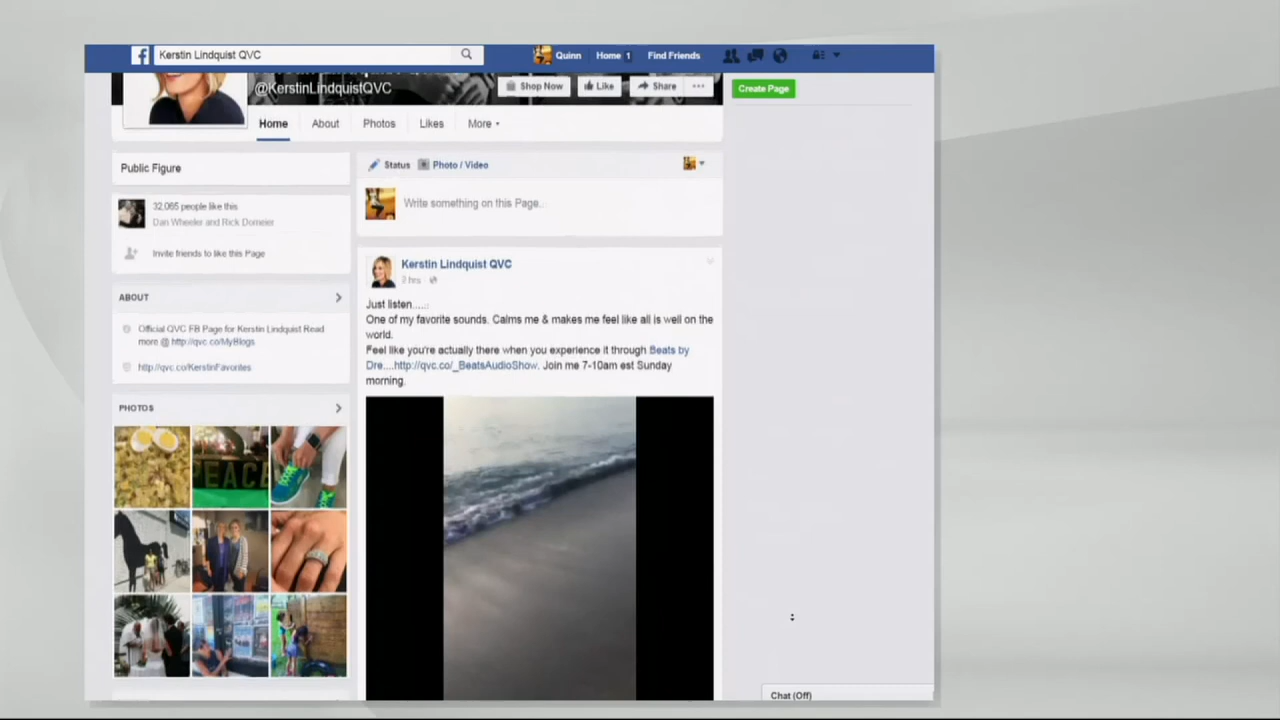 Kerstin Lindquist QVC
Quinn
Home 1
Find Friends
@KerstinLindquistQVC
Shop Now
Like
Share
Create Page
Home
About
Photos
Likes
More
Public Figure
32,065 people like this
Dan Wheeler and Rick Domeier
Invite friends to like this Page
ABOUT
Official QVC FB Page for Kerstin Lindquist Read
more @ http://qvc.co/MyBlogs
http://qvc.co/KerstinFavorites
PHOTOS
PEACE
Status
Photo / Video
Write something on this Page..
Kerstin Lindquist QVC
hrs
Just listen.....
One of my favorite sounds. Calms me & makes me feel like all is well on the
world.
Feel like you're actually there when you experience it through Beats by
Dre....http://qvc.co/_BeatsAudioShow. Join me 7-10am est Sunday
morning.
Chat (Off)